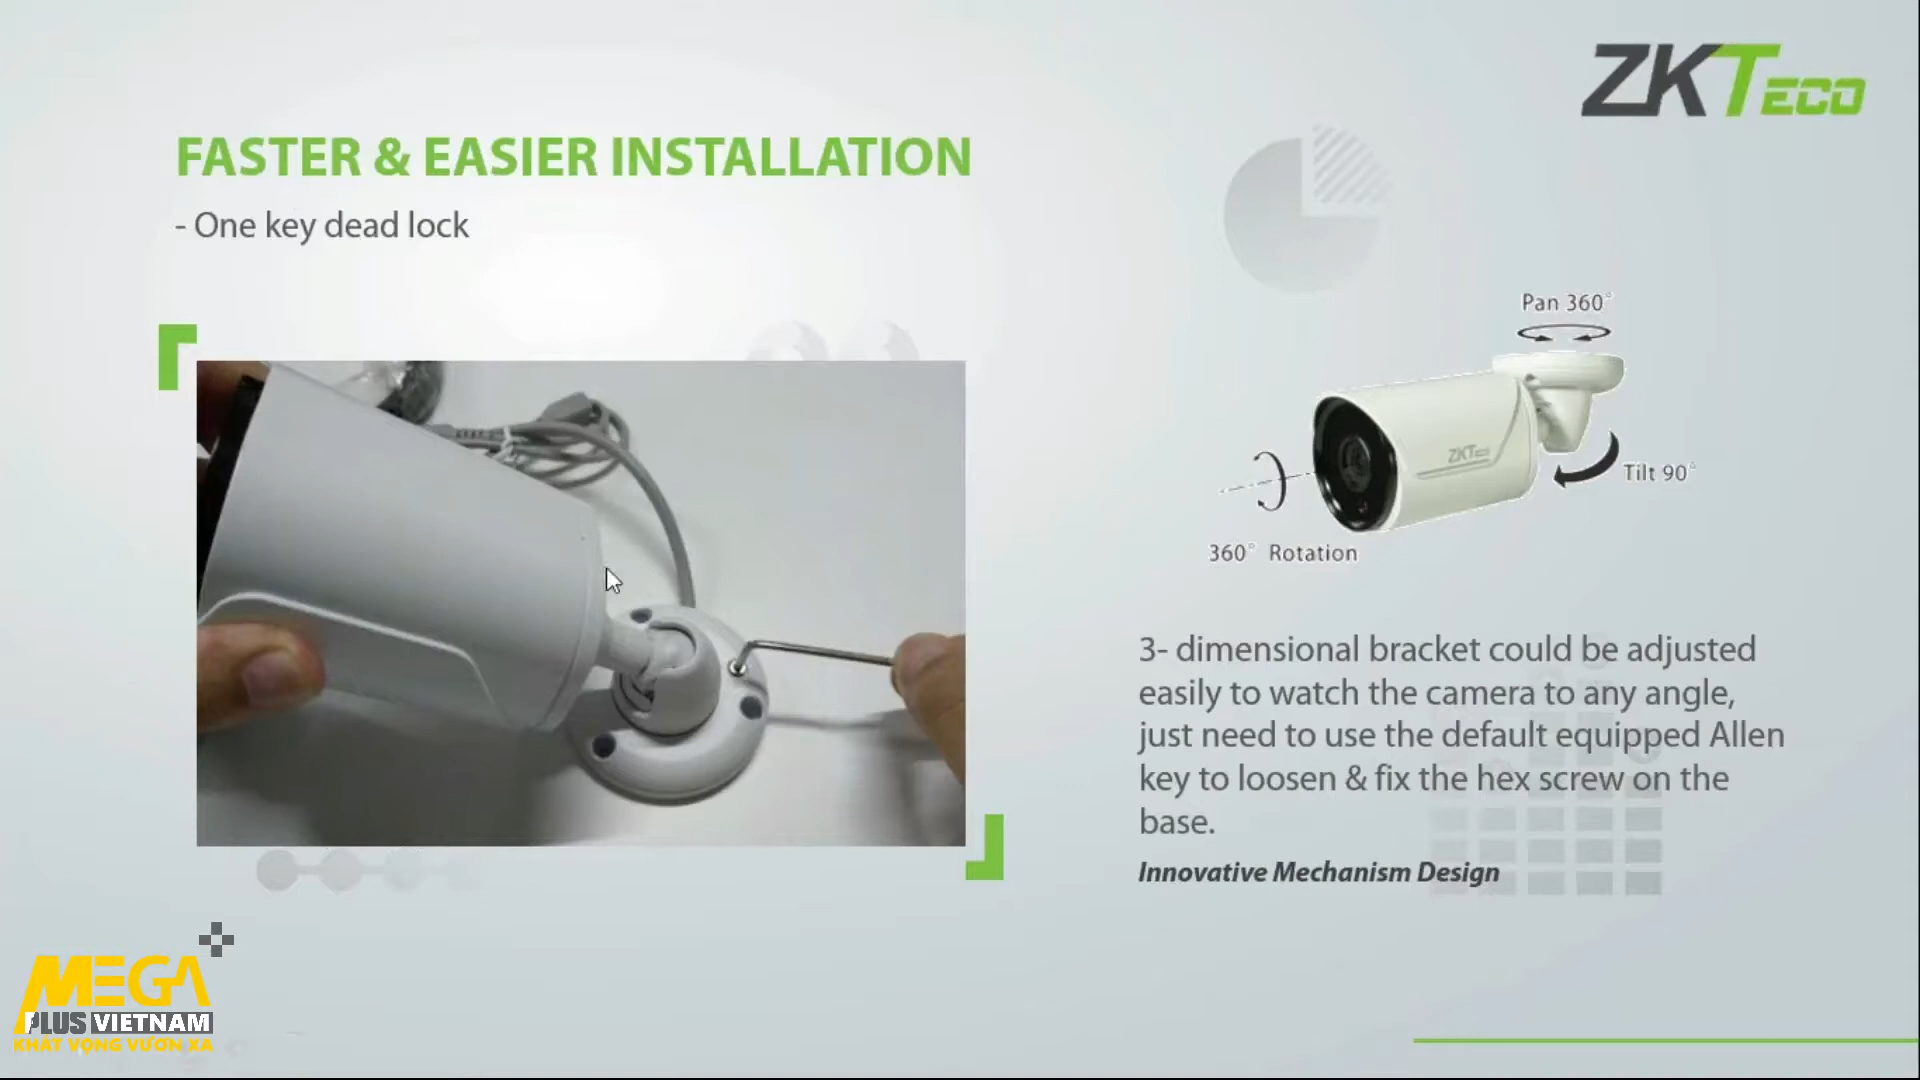 ZKTECO
FASTER & EASIER INSTALLATION
- One key dead lock
Pan 360°
ZKTECO
Tilt 90°
360° Rotation
3- dimensional bracket could be adjusted
easily to watch the camera to any angle,
just need to use the default equipped Allen
key to loosen & fix the hex screw on the
base.
Innovative Mechanism Design
MEGA
PLUS VIETNAM
KHÁT VỌNG VƯƠN XA